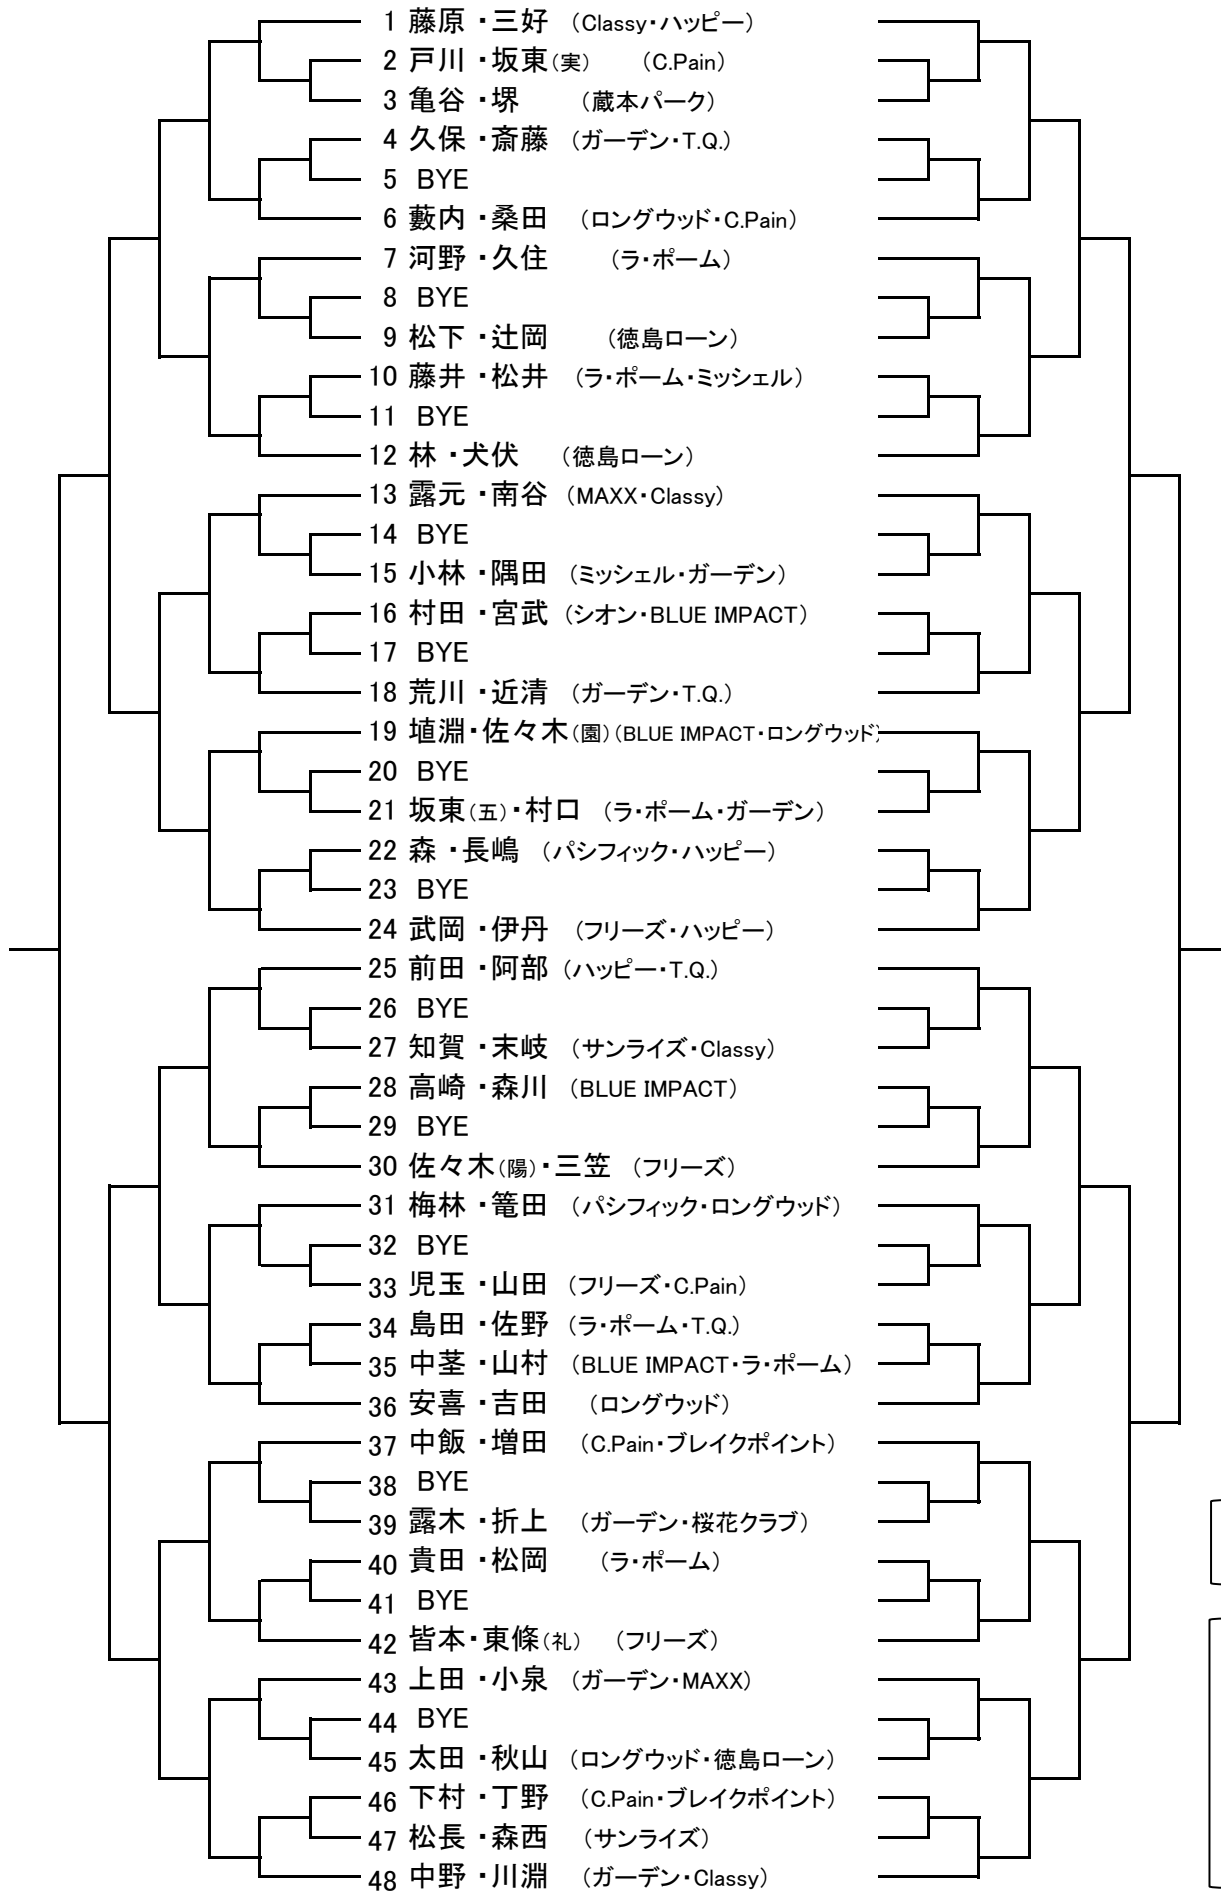 1 藤原・三好 （Classy・ハッピー）
2 戸川・坂東（実） （C.Pain）
3 亀谷・堺 （蔵本パーク）
4 久保・斎藤 （ガーデン・T.Q.）
5 BYE
6 藪内・桑田 （ロングウッド・C.Pain）
7 河野・久住 （ラ・ポーム）
8 BYE
9 松下・辻岡 （徳島ローン）
10 藤井・松井 （ラ・ポーム・ミッシェル）
11 BYE
12 林・犬伏 （徳島ローン）
13 露元・南谷 （MAXX・Classy）
14 BYE
15 小林・隅田 （ミッシェル・ガーデン）
16 村田・宮武 （シオン・BLUE IMPACT）
17 BYE
18 荒川・近清 （ガーデン・T.Q.）
19 埴淵・佐々木（園）（BLUE IMPACT・ロングウッド）
20 BYE
21 坂東（五）・村口 （ラ・ポーム・ガーデン）
22 森・長嶋 （パシフィック・ハッピー）
23 BYE
24 武岡・伊丹 （フリーズ・ハッピー）
25 前田・阿部 （ハッピー・T.Q.）
26 BYE
27 知賀・末岐 （サンライズ・Classy）
28 高崎・森川 （BLUE IMPACT）
29 BYE
30 佐々木（陽）・三笠 （フリーズ）
31 梅林・篭田 （パシフィック・ロングウッド）
32 BYE
33 児玉・山田 （フリーズ・C.Pain）
34 島田・佐野 （ラ・ポーム・T.Q.）
35 中茎・山村 （BLUE IMPACT・ラ・ポーム）
36 安喜・吉田 （ロングウッド）
37 中飯・増田 （C.Pain・ブレイクポイント）
38 BYE
39 露木・折上 （ガーデン・桜花クラブ）
40 貴田・松岡 （ラ・ポーム）
41 BYE
42 皆本・東條（礼） （フリーズ）
43 上田・小泉 （ガーデン・MAXX）
44 BYE
45 太田・秋山 （ロングウッド・徳島ローン）
46 下村・丁野 （C.Pain・ブレイクポイント）
47 松長・森西 （サンライズ）
48 中野・川淵 （ガーデン・Classy）